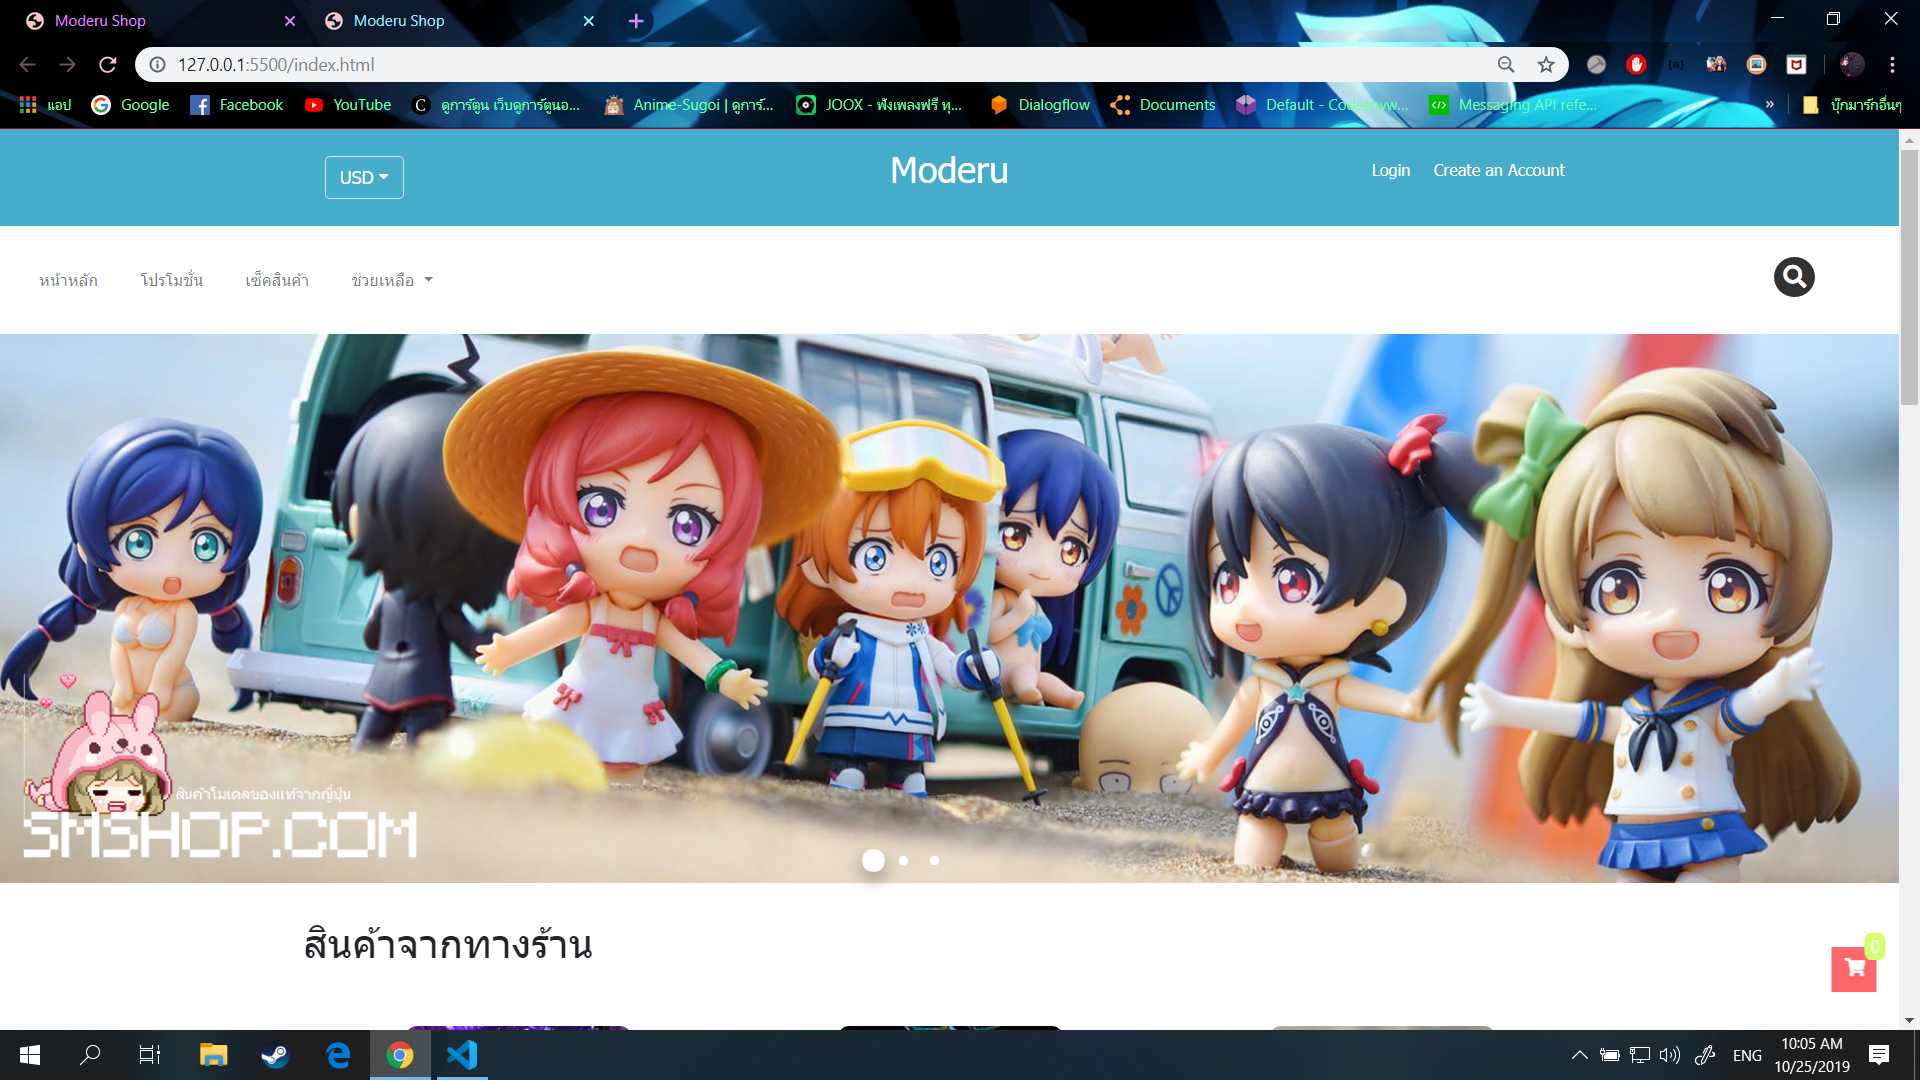 Moderu Shop
Moderu Shop
127.0.0.1:5500/index.html
แอป
Google
Facebook
YouTube
ดูการ์ตูน เว็บดูการ์ตูนอ...
Anime-Sugoi | ดูการ์...
JOOX - ฟังเพลงฟรี ทุ...
Dialogflow
Documents
Default - Codeanyw...
Messaging API refe...
»
บุ๊กมาร์กอื่นๆ
USD
Moderu
Login
Create an Account
หน้าหลัก
โปรโมชั่น
เช็คสินค้า
ช่วยเหลือ
สินค้าโมเดลของแท้จากญี่ปุ่น
SMSHOP.COM
สินค้าจากทางร้าน
0
ENG
10:05 AM
10/25/2019